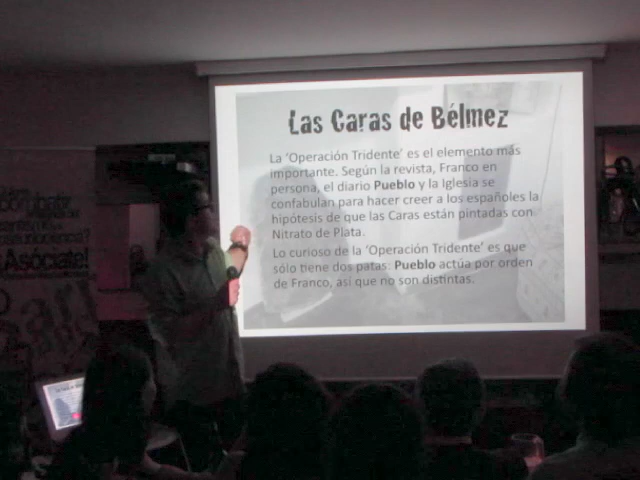 Las Caras de Bélmez
La 'Operación Tridente' es el elemento más
importante. Según la revista, Franco en
persona, el diario Pueblo y la Iglesia se
confabulan para hacer creer a los españoles la
hipótesis de que las Caras están pintadas con
Nitrato de Plata.
Lo curioso de la 'Operación Tridente' es que
sólo tiene dos patas: Pueblo actúa por orden
de Franco, así que no son distintas.
combatir
¡Asóciate!